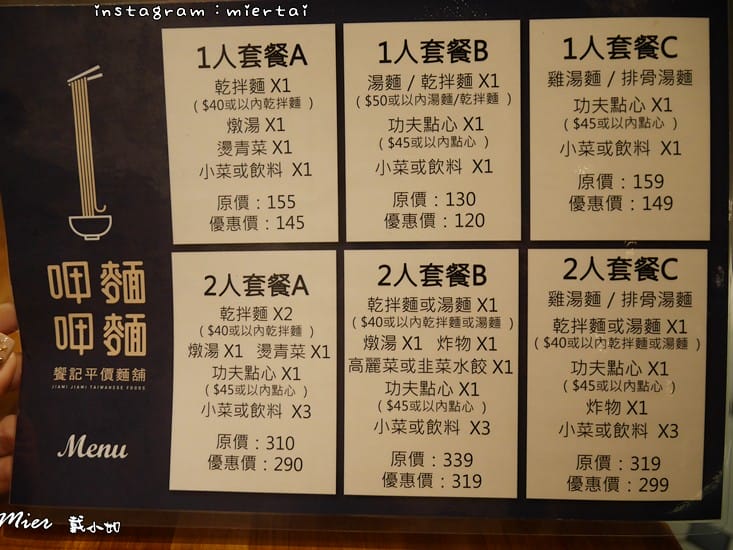 instagram：miertai
呷麵
呷麵
饗記平價麵舖
JIAMI JIAMI TAIWANESE FOODS
Menu
1人套餐A
乾拌麵 X1
（$40或以內乾拌麵 ）
燉湯 X1
燙青菜 X1
小菜或飲料 X1
原價：155
優惠價：145
1人套餐B
湯麵 / 乾拌麵 X1
（$50或以內湯麵/乾拌麵）
功夫點心 X1
（$45或以內點心 ）
小菜或飲料 X1
原價：130
優惠價：120
1人套餐C
雞湯麵 / 排骨湯麵
功夫點心 X1
（$45或以內點心 ）
小菜或飲料 X1
原價：159
優惠價：149
2人套餐A
乾拌麵 X2
（$40或以內乾拌麵 ）
燉湯 X1 燙青菜 X1
功夫點心 X1
（$45或以內點心 ）
小菜或飲料 X3
原價：310
優惠價：290
2人套餐B
乾拌麵或湯麵 X1
（$40或以內乾拌麵或湯麵 ）
燉湯 X1 炸物 X1
高麗菜或韭菜水餃 X1
功夫點心 X1
（$45或以內點心 ）
小菜或飲料 X3
原價：339
優惠價：319
2人套餐C
雞湯麵 / 排骨湯麵
乾拌麵或湯麵 X1
（$40或以內乾拌麵或湯麵 ）
功夫點心 X1
（$45或以內點心 ）
炸物 X1
小菜或飲料 X3
原價：319
優惠價：299
Mier 戴小如